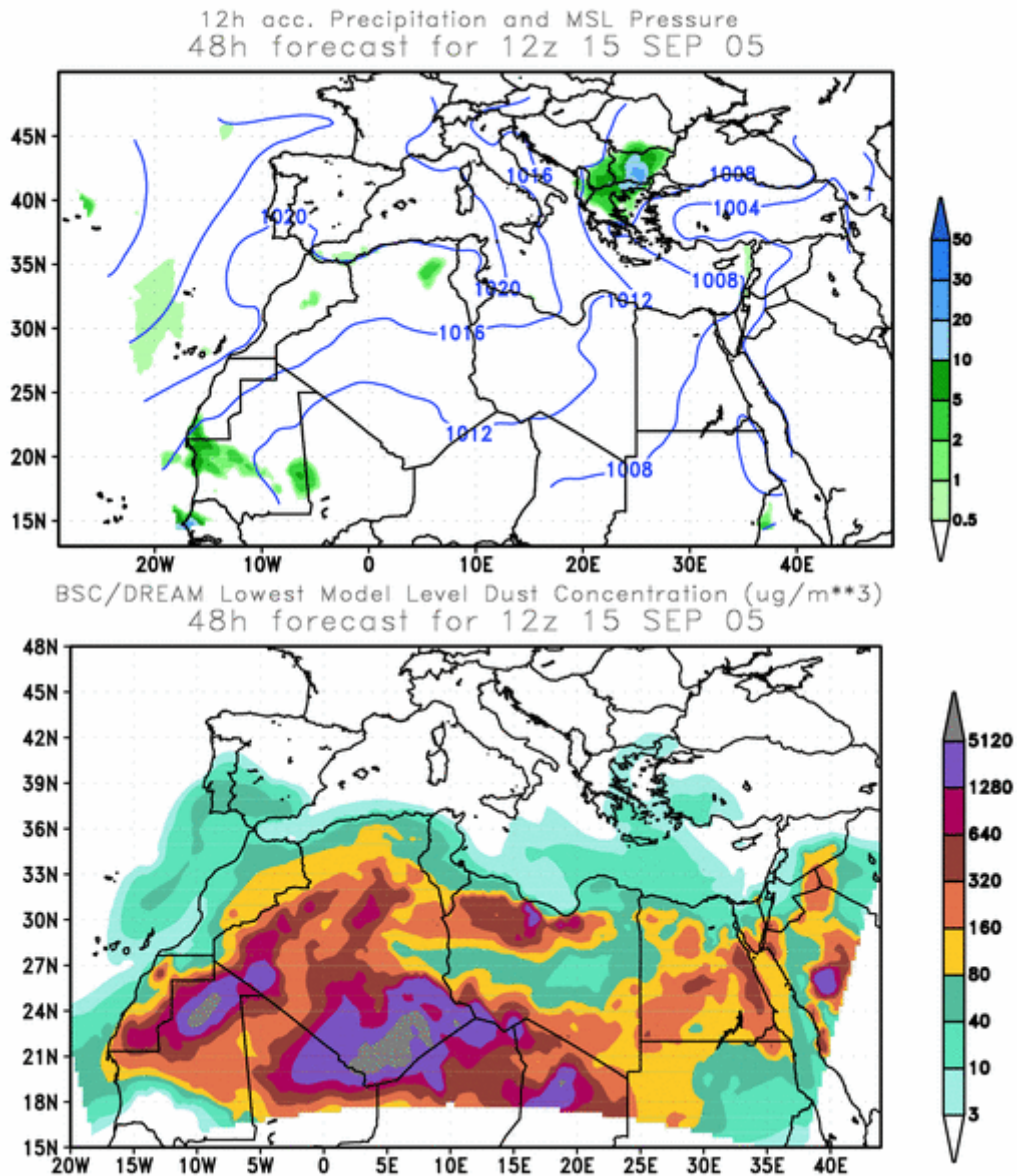 12h acc. Precipitation and MSL Pressure
48h forecast for 12z 15 SEP 05
45N
40N
35N
30N
25N
20N
15N
1016
1008
1020
1004
1020
1008
1012
1016
1012
1008
50
30
20
10
5
2
1
0.5
20W
10W
0
10E
20E
30E
40E
BSC/DREAM Lowest Model Level Dust Concentration (ug/m**3)
48h forecast for 12z 15 SEP 05
48N
45N
42N
39N
36N
33N
30N
27N
24N
21N
18N
15N
5120
1280
640
320
160
80
40
10
3
20W
15W
10W
5W
0
5E
10E
15E
20E
25E
30E
35E
40E